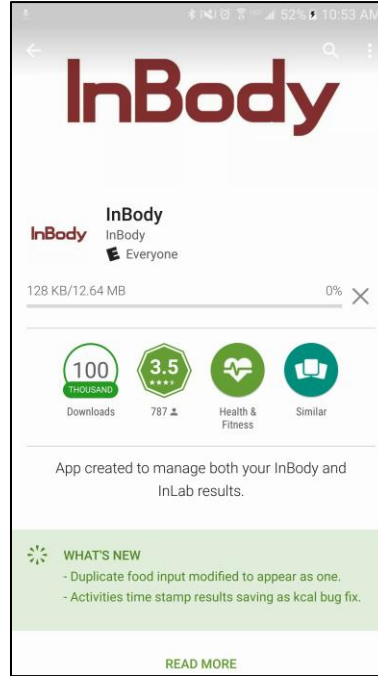 52% 10:53 AM
InBody
InBody
InBody
InBody
E Everyone
128 KB/12.64 MB 0%
100
THOUSAND
Downloads
3.5
787
Health &
Fitness
Similar
App created to manage both your InBody and
InLab results.
WHAT'S NEW
- Duplicate food input modified to appear as one.
- Activities time stamp results saving as kcal bug fix.
READ MORE